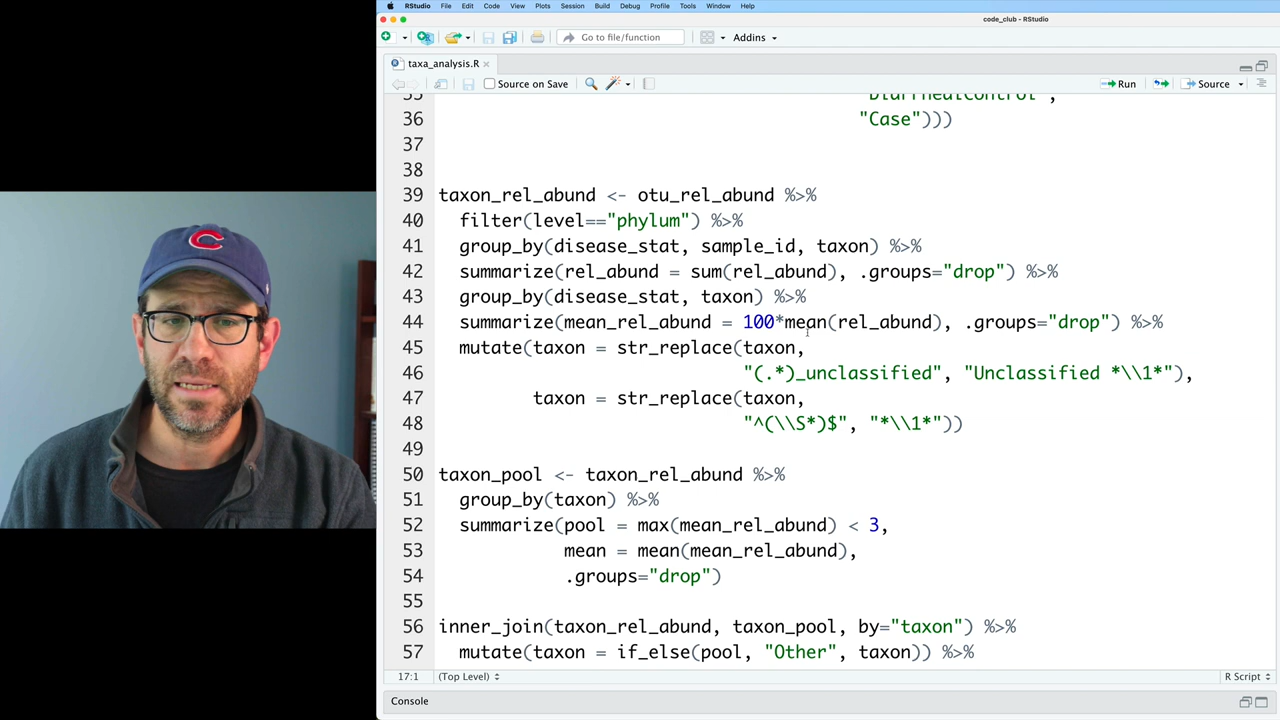 RStudio File Edit Code View Plots Session Build Debug Profile Tools Window Help
code_club - RStudio
Go to file/function Addins
taxa_analysis.R
Source on Save Run Source
35 "DiarrhealControl",
36 "Case")))
37
38
39 taxon_rel_abund <- otu_rel_abund %>%
40 filter(level=="phylum") %>%
41 group_by(disease_stat, sample_id, taxon) %>%
42 summarize(rel_abund = sum(rel_abund), .groups="drop") %>%
43 group_by(disease_stat, taxon) %>%
44 summarize(mean_rel_abund = 100*mean(rel_abund), .groups="drop") %>%
45 mutate(taxon = str_replace(taxon,
46 "(.*)_unclassified", "Unclassified *\\1*"),
47 taxon = str_replace(taxon,
48 "^(\\S*)$", "*\\1*"))
49
50 taxon_pool <- taxon_rel_abund %>%
51 group_by(taxon) %>%
52 summarize(pool = max(mean_rel_abund) < 3,
53 mean = mean(mean_rel_abund),
54 .groups="drop")
55
56 inner_join(taxon_rel_abund, taxon_pool, by="taxon") %>%
57 mutate(taxon = if_else(pool, "Other", taxon)) %>%
17:1 (Top Level) R Script
Console